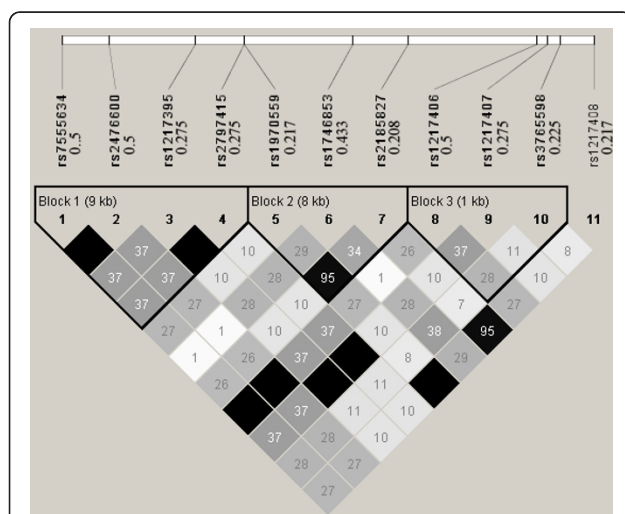 rs7555634
0..5
rs2476600
0.5
rs1217395
0.275
rs2797415
0.275
rs1970559
0.217
rs1746853
0.433
rs2185827
0.208
rs1217406
0.5
rs1217407
0.275
rs3765598
0.225
rs1217408
0.217
Block 1 (9 kb) Block 2 (8 kb) Block 3 (1 kb)
1 2 3 4 5 6 7 8 9 10 11
37 10 29 34 26 37 11 8
37 37 10 28 95 1 10 28 10
37 27 28 10 27 28 7 27
27 1 10 37 10 38 95
1 26 37 8 29
26 11
37 11 10
37 28 10
28 27
27